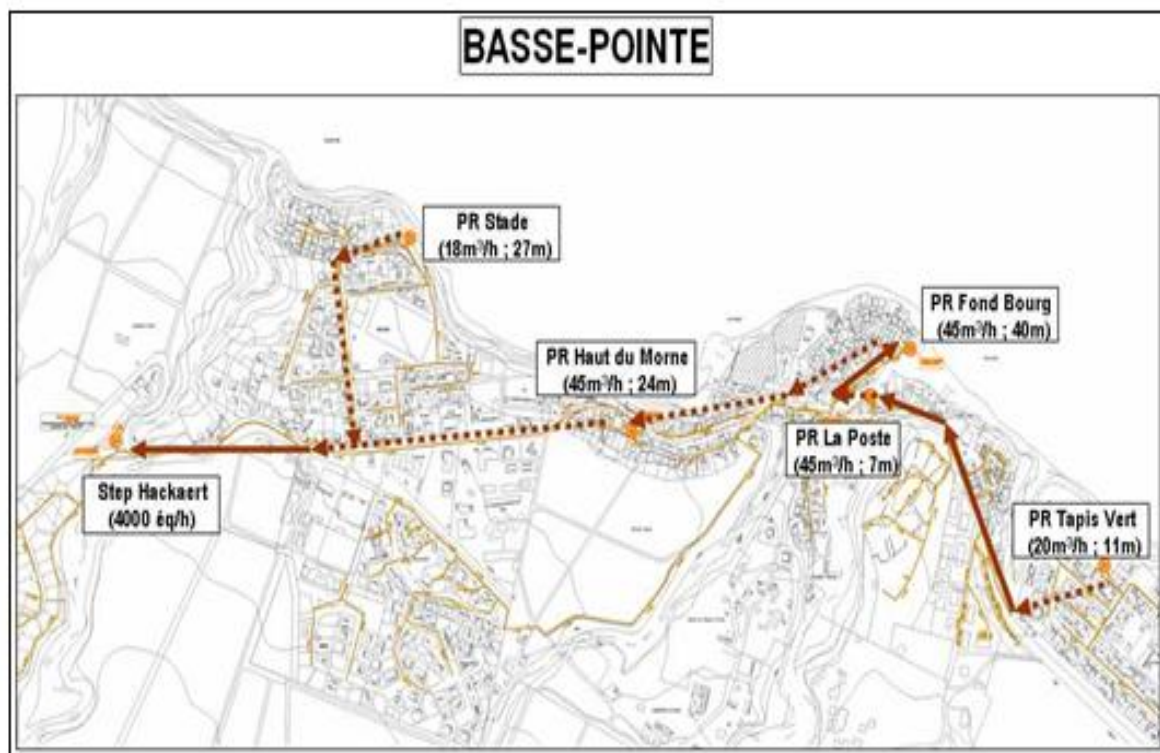 BASSE-POINTE
PR Stade
(18m³/h ; 27m)
PR Fond Bourg
(45m³/h ; 40m)
PR Haut du Morne
(45m³/h ; 24m)
PR La Poste
(45m³/h ; 7m)
Step Hackaert
(4000 éq/h)
PR Tapis Vert
(20m³/h ; 11m)